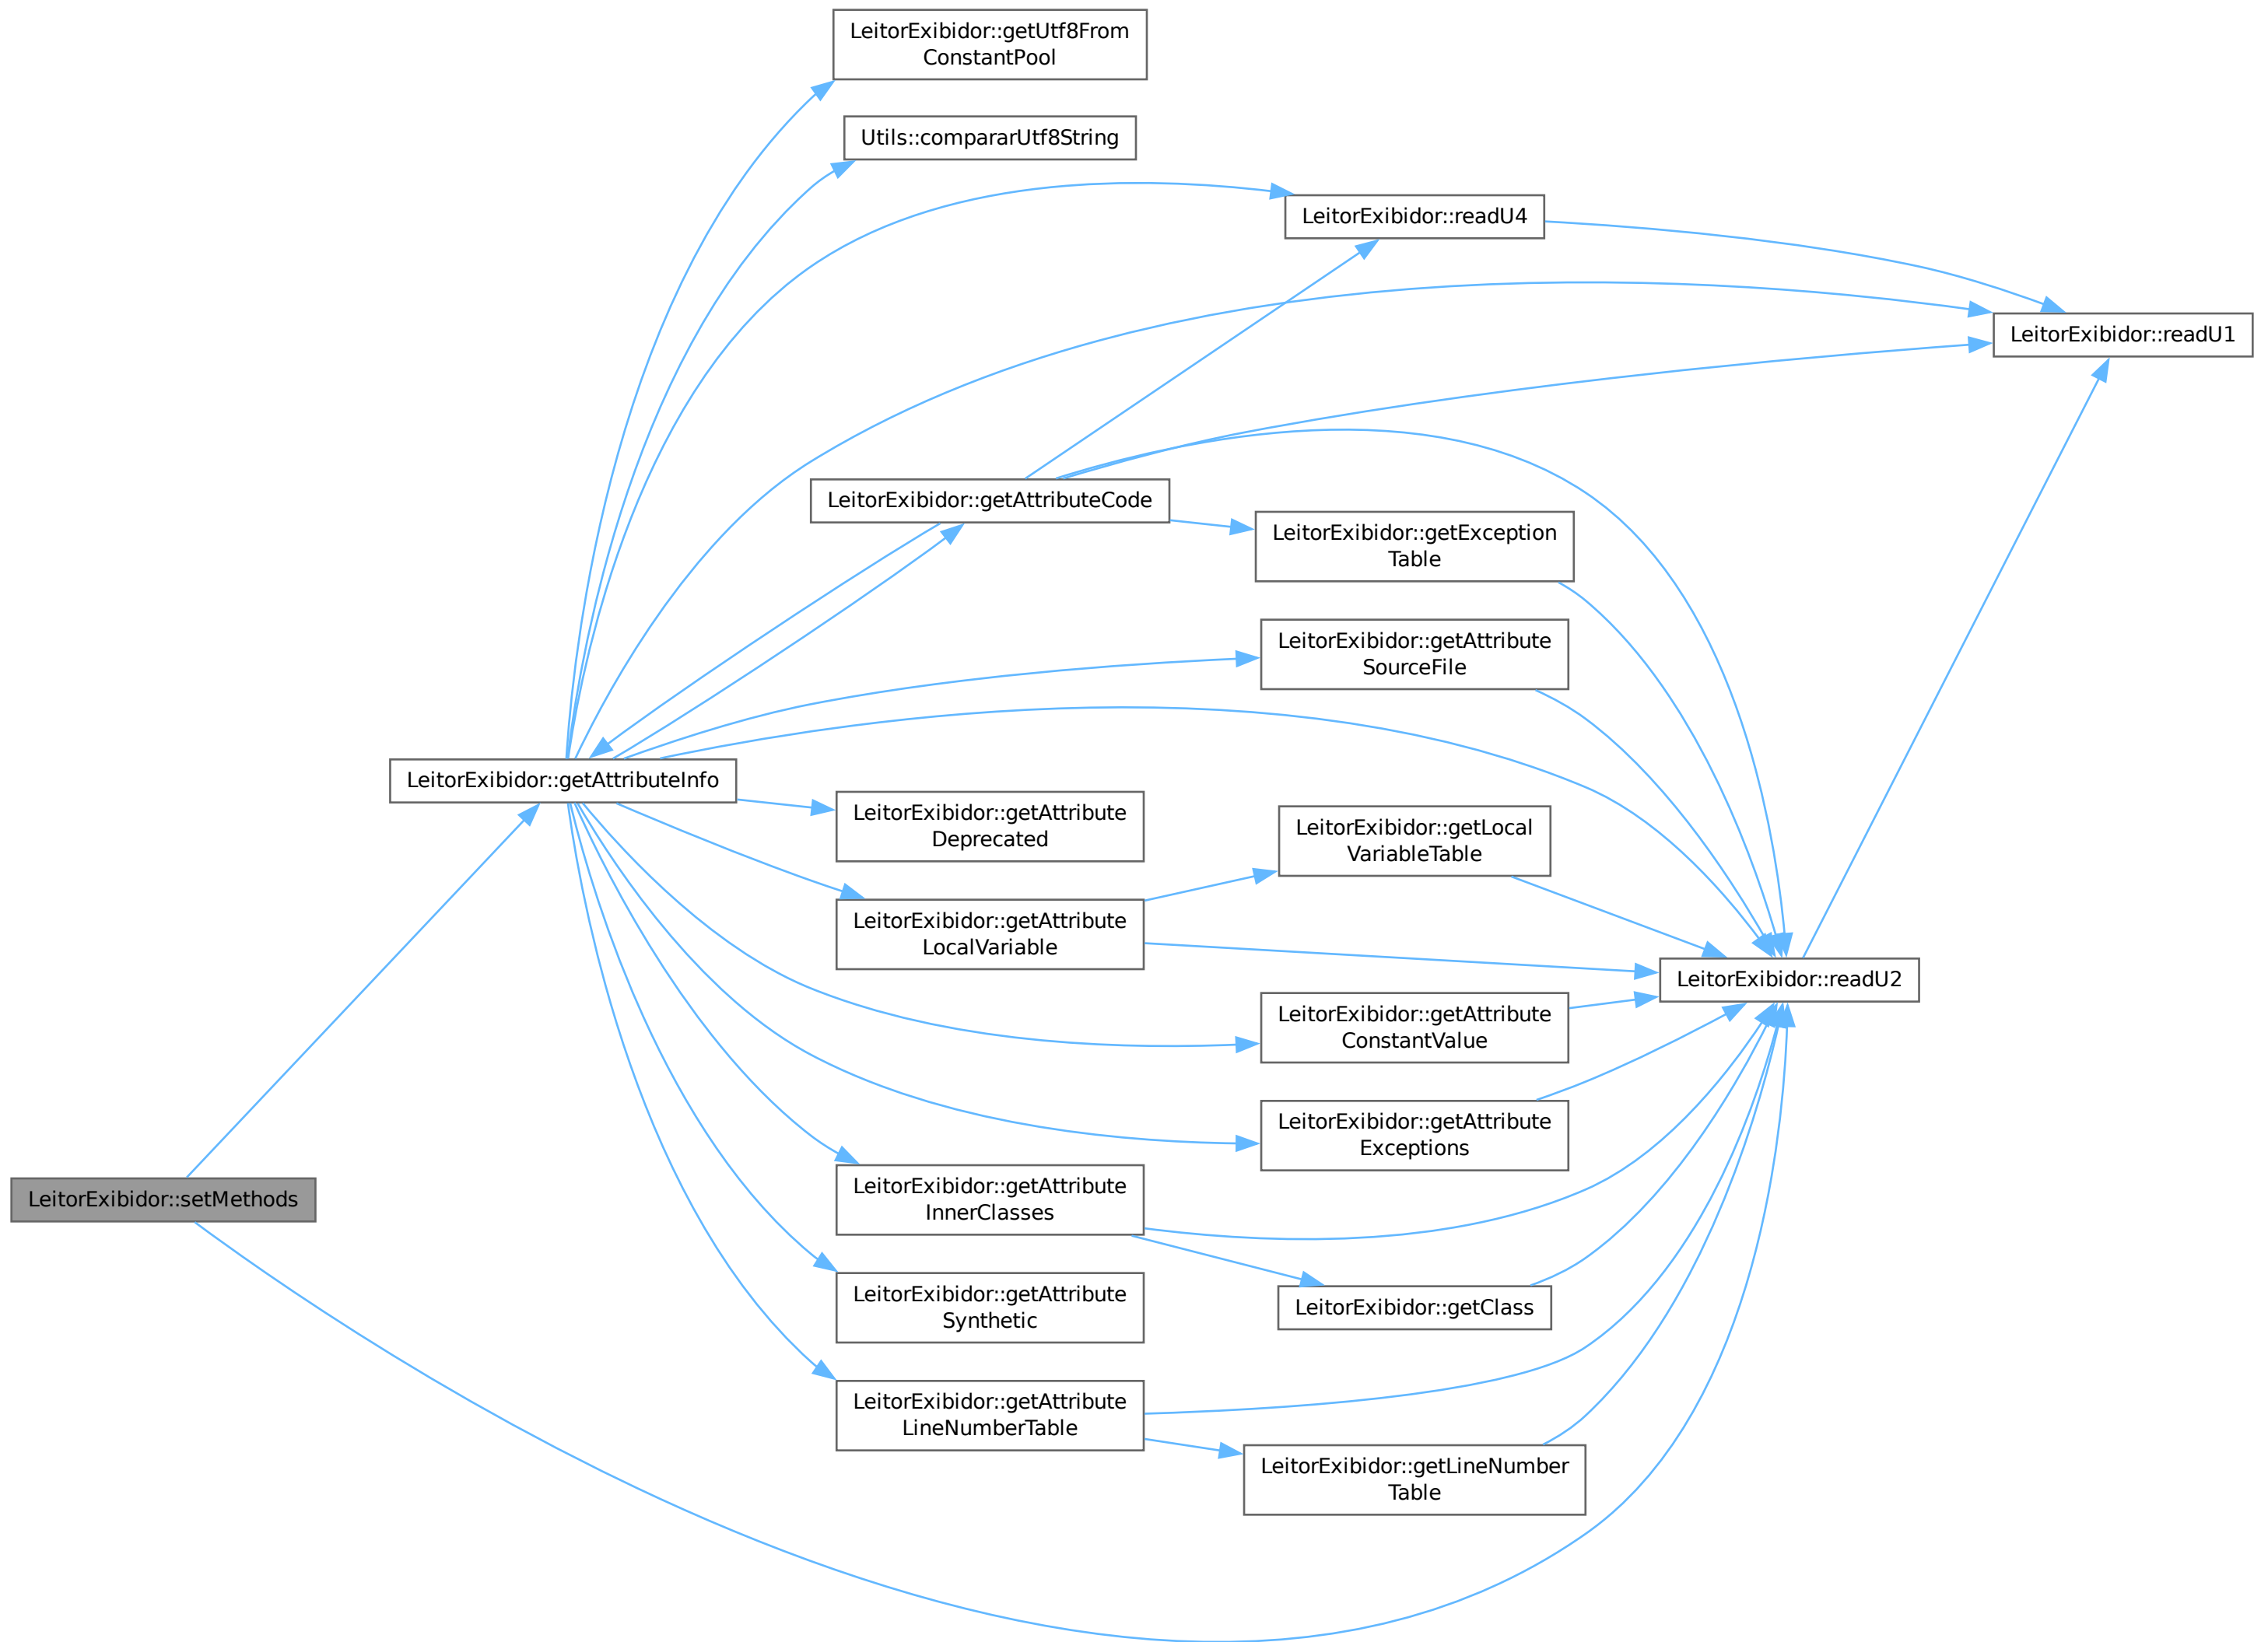 LeitorExibidor::getUtf8From
ConstantPool
Utils::compararUtf8String
LeitorExibidor::readU4
LeitorExibidor::readU1
LeitorExibidor::getAttributeCode
LeitorExibidor::getException
Table
LeitorExibidor::getAttribute
SourceFile
LeitorExibidor::getAttributeInfo
LeitorExibidor::getAttribute
Deprecated
LeitorExibidor::getLocal
VariableTable
LeitorExibidor::getAttribute
LocalVariable
LeitorExibidor::readU2
LeitorExibidor::getAttribute
ConstantValue
LeitorExibidor::getAttribute
Exceptions
LeitorExibidor::setMethods
LeitorExibidor::getAttribute
InnerClasses
LeitorExibidor::getClass
LeitorExibidor::getAttribute
Synthetic
LeitorExibidor::getAttribute
LineNumberTable
LeitorExibidor::getLineNumber
Table